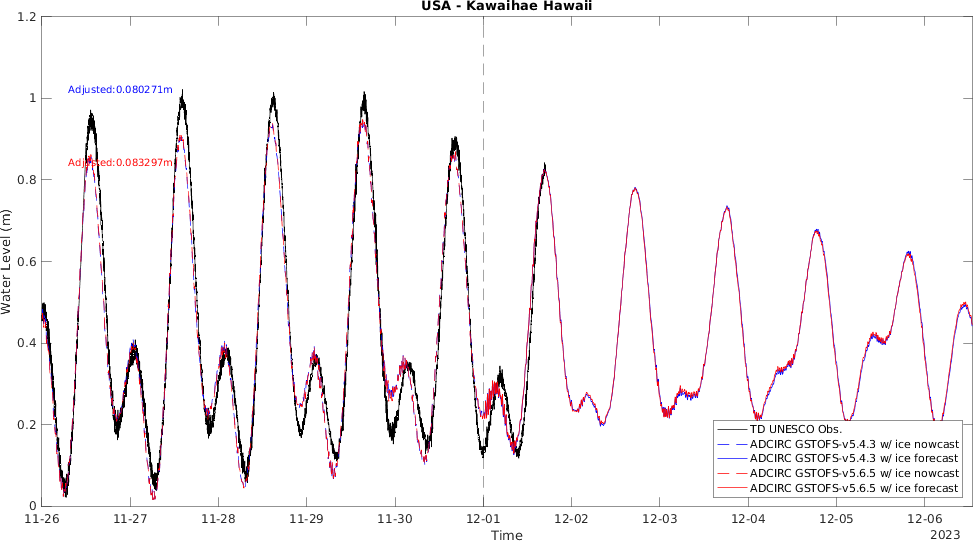 USA - Kawaihae Hawaii
1.2
1
0.8
0.6
0.4
0.2
0
Water Level (m)
Adjusted:0.080271m
Adjusted:0.083297m
TD UNESCO Obs.
ADCIRC GSTOFS-v5.4.3 w/ ice nowcast
ADCIRC GSTOFS-v5.4.3 w/ ice forecast
ADCIRC GSTOFS-v5.6.5 w/ ice nowcast
ADCIRC GSTOFS-v5.6.5 w/ ice forecast
11-26 11-27 11-28 11-29 11-30 12-01 12-02 12-03 12-04 12-05 12-06
Time
2023